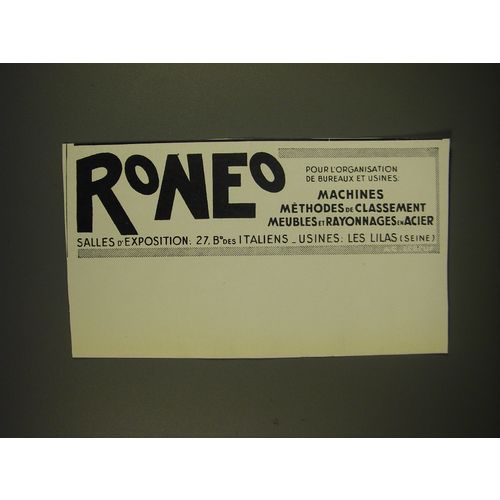 RONEO
POUR L'ORGANISATION
DE BUREAUX ET USINES.
MACHINES
MÉTHODES DE CLASSEMENT
MEUBLES ET RAYONNAGES EN ACIER
SALLES D'EXPOSITION: 27, BD DES ITALIENS _ USINES: LES LILAS (SEINE)